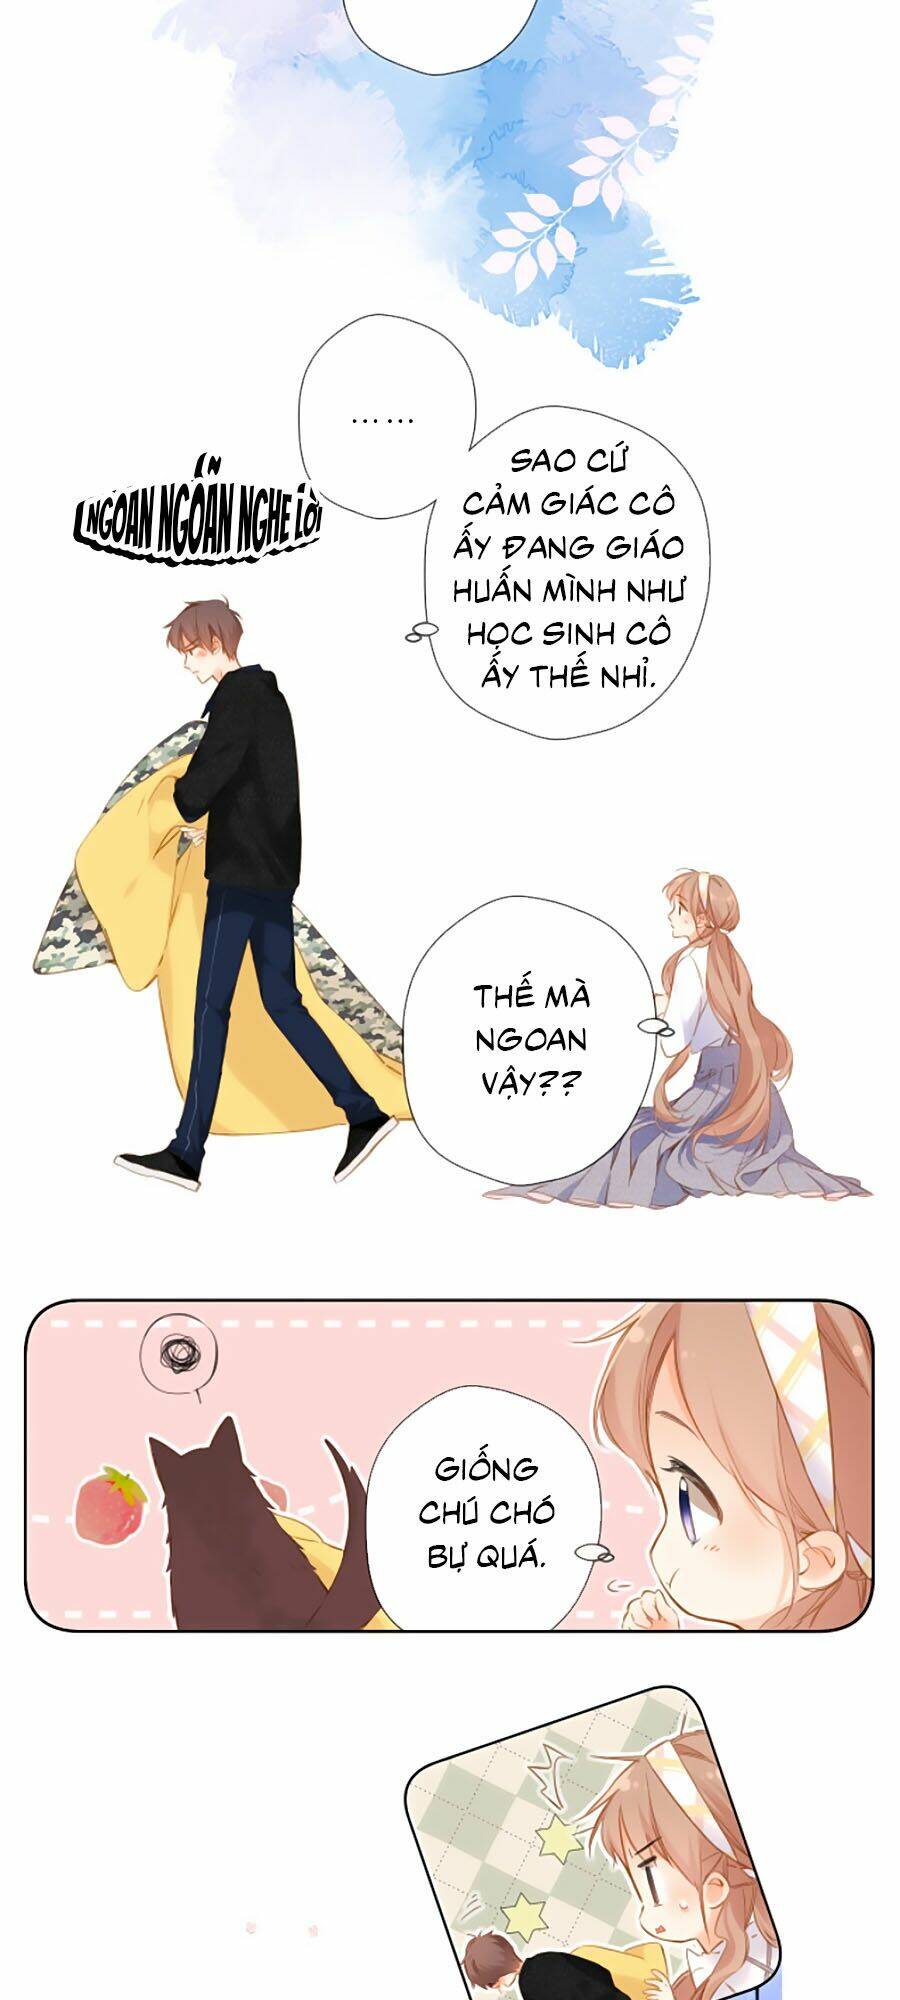 ……
SAO CỨ
CẢM GIÁC CÔ
ẤY ĐANG GIÁO
HUẤN MÌNH NHƯ
HỌC SINH CÔ
ẤY THẾ NHỈ.
NGOAN NGOÃN NGHE LỜI
THẾ MÀ
NGOAN
VẬY??
GIỐNG
CHÚ CHÓ
BỰ QUÁ.